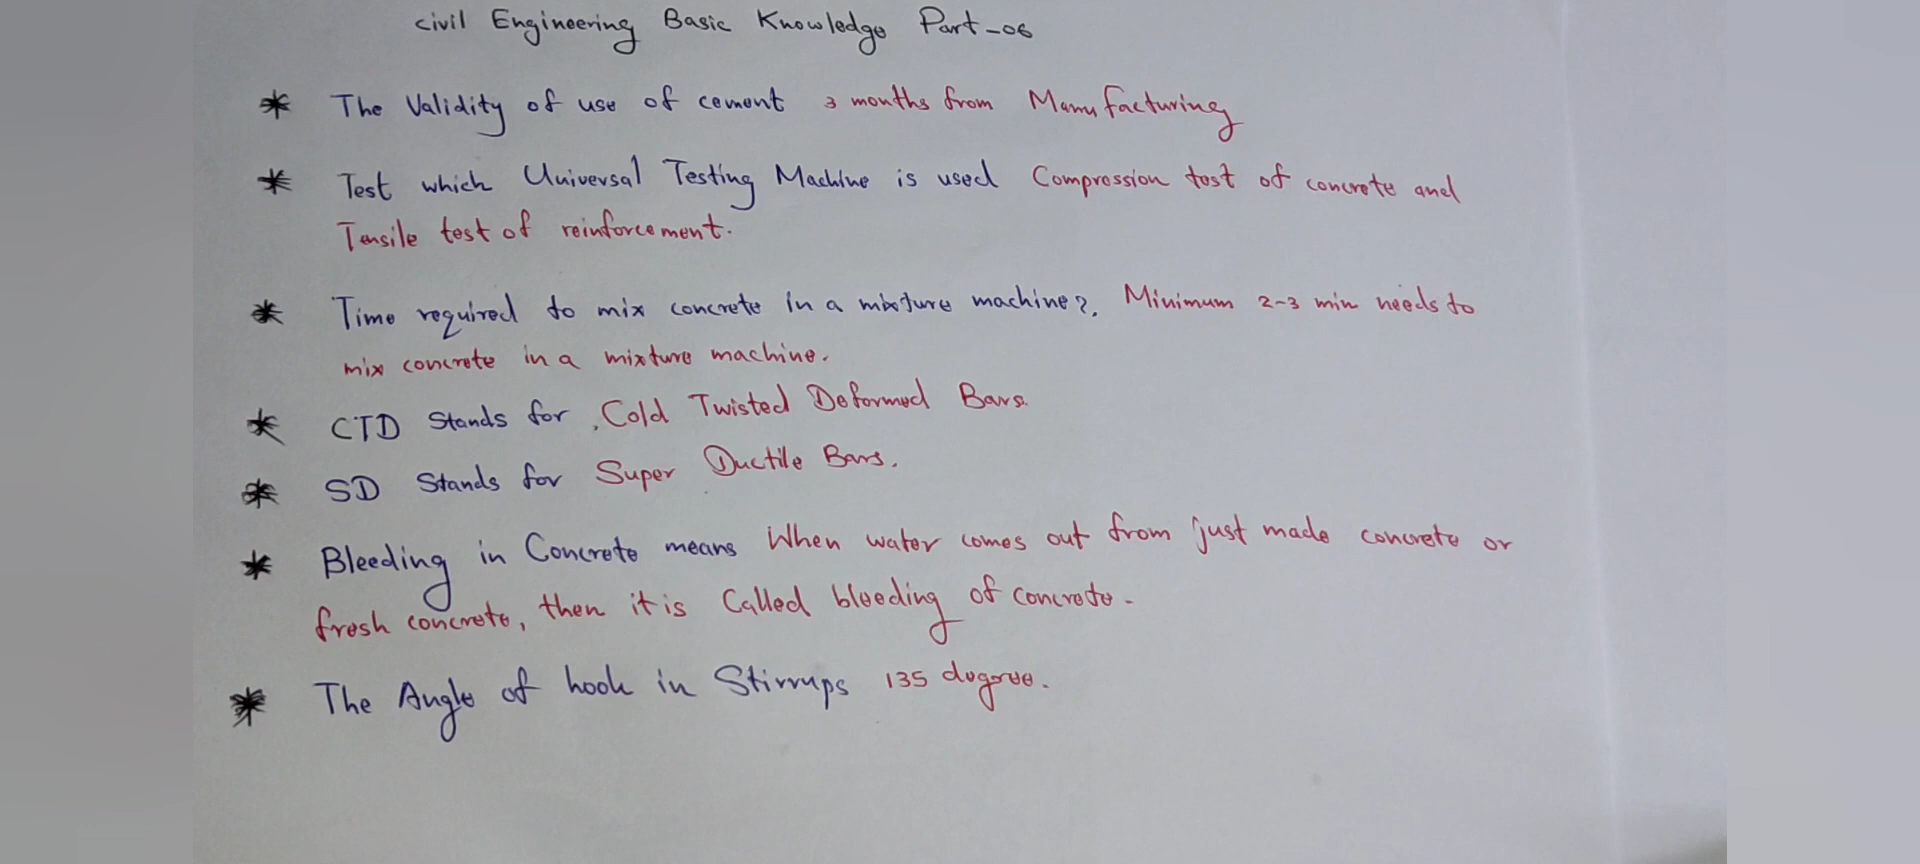 Civil Engineering Basic Knowledge Part-06
* The Validity of use of cement 3 months from Manufacturing
* Test which Universal Testing Machine is used Compression test of concrete and
Tensile test of reinforcement.
* Time required to mix concrete in a mixture machine?. Minimum 2-3 min needs to
mix concrete in a mixture machine.
* CTD Stands for Cold Twisted Deformed Bars.
* SD Stands for Super Ductile Bars.
* Bleeding in Concrete means When water comes out from just made concrete or
fresh concrete, then it is Called bleeding of concrete.
* The Angle of hook in Stirrups 135 degree.